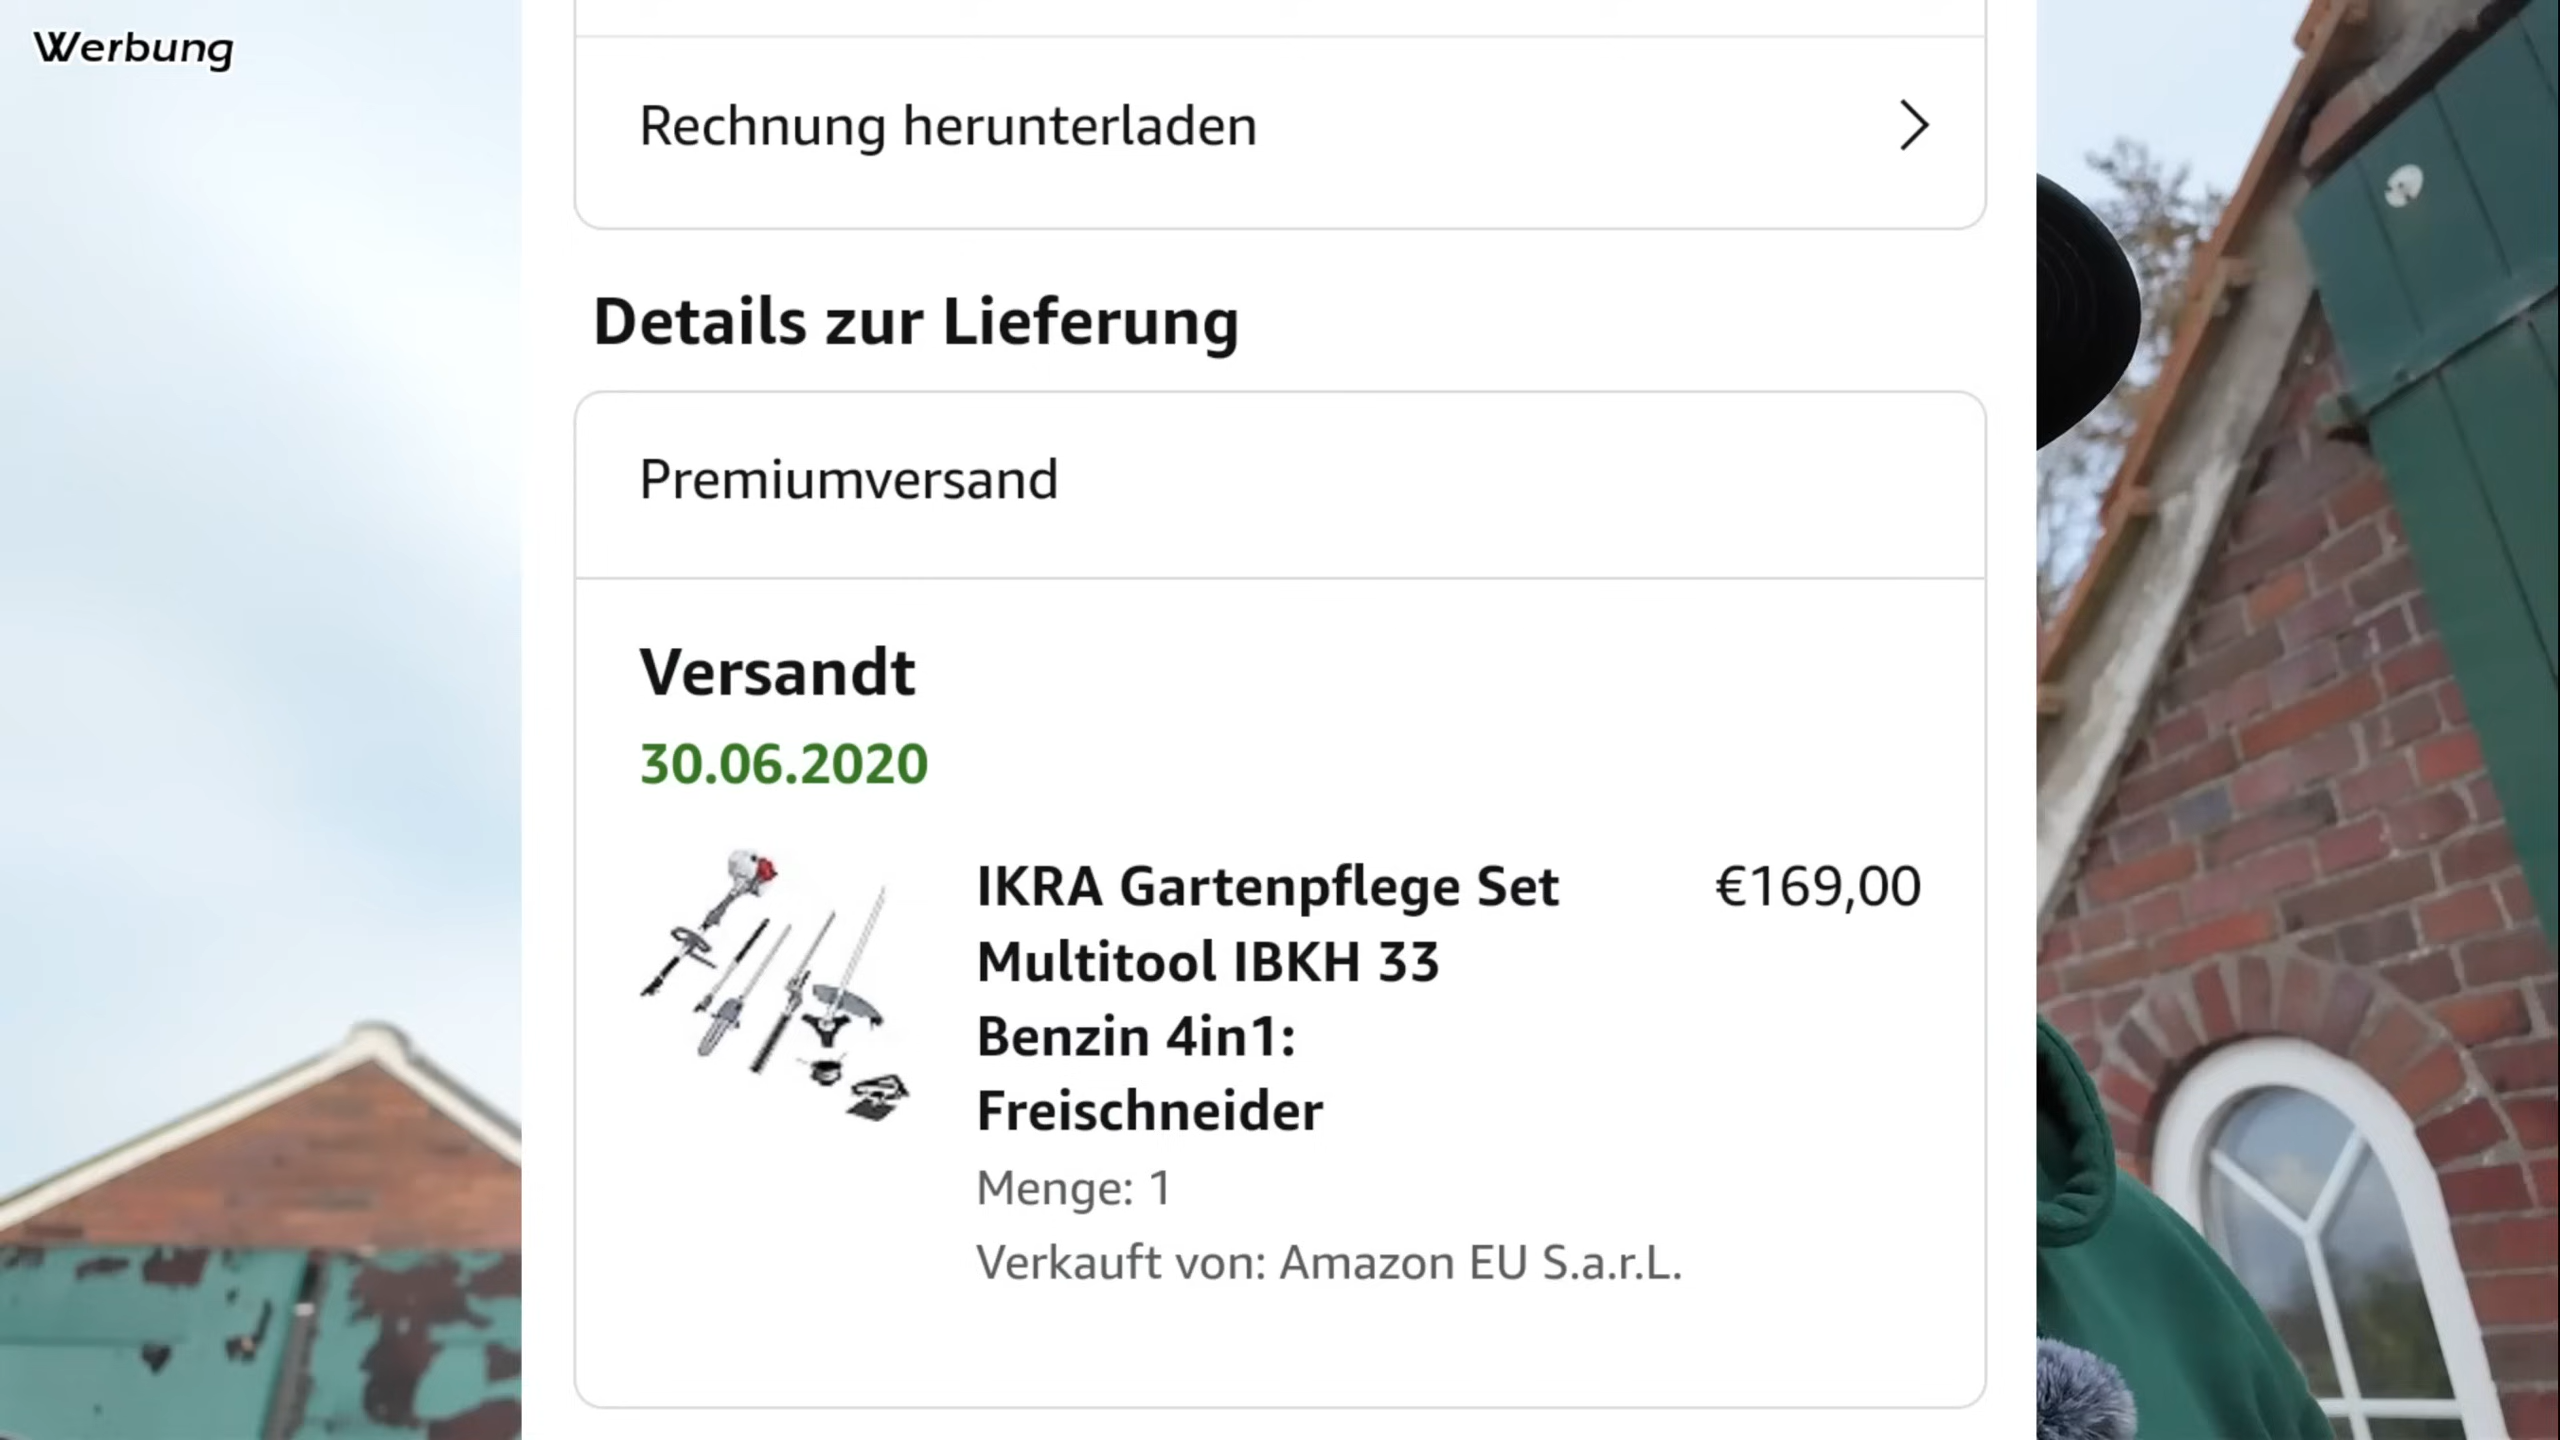 Werbung
Rechnung herunterladen
Details zur Lieferung
Premiumversand
Versandt
30.06.2020
IKRA Gartenpflege Set €169,00
Multitool IBKH 33
Benzin 4in1:
Freischneider
Menge: 1
Verkauft von: Amazon EU S.a.r.L.